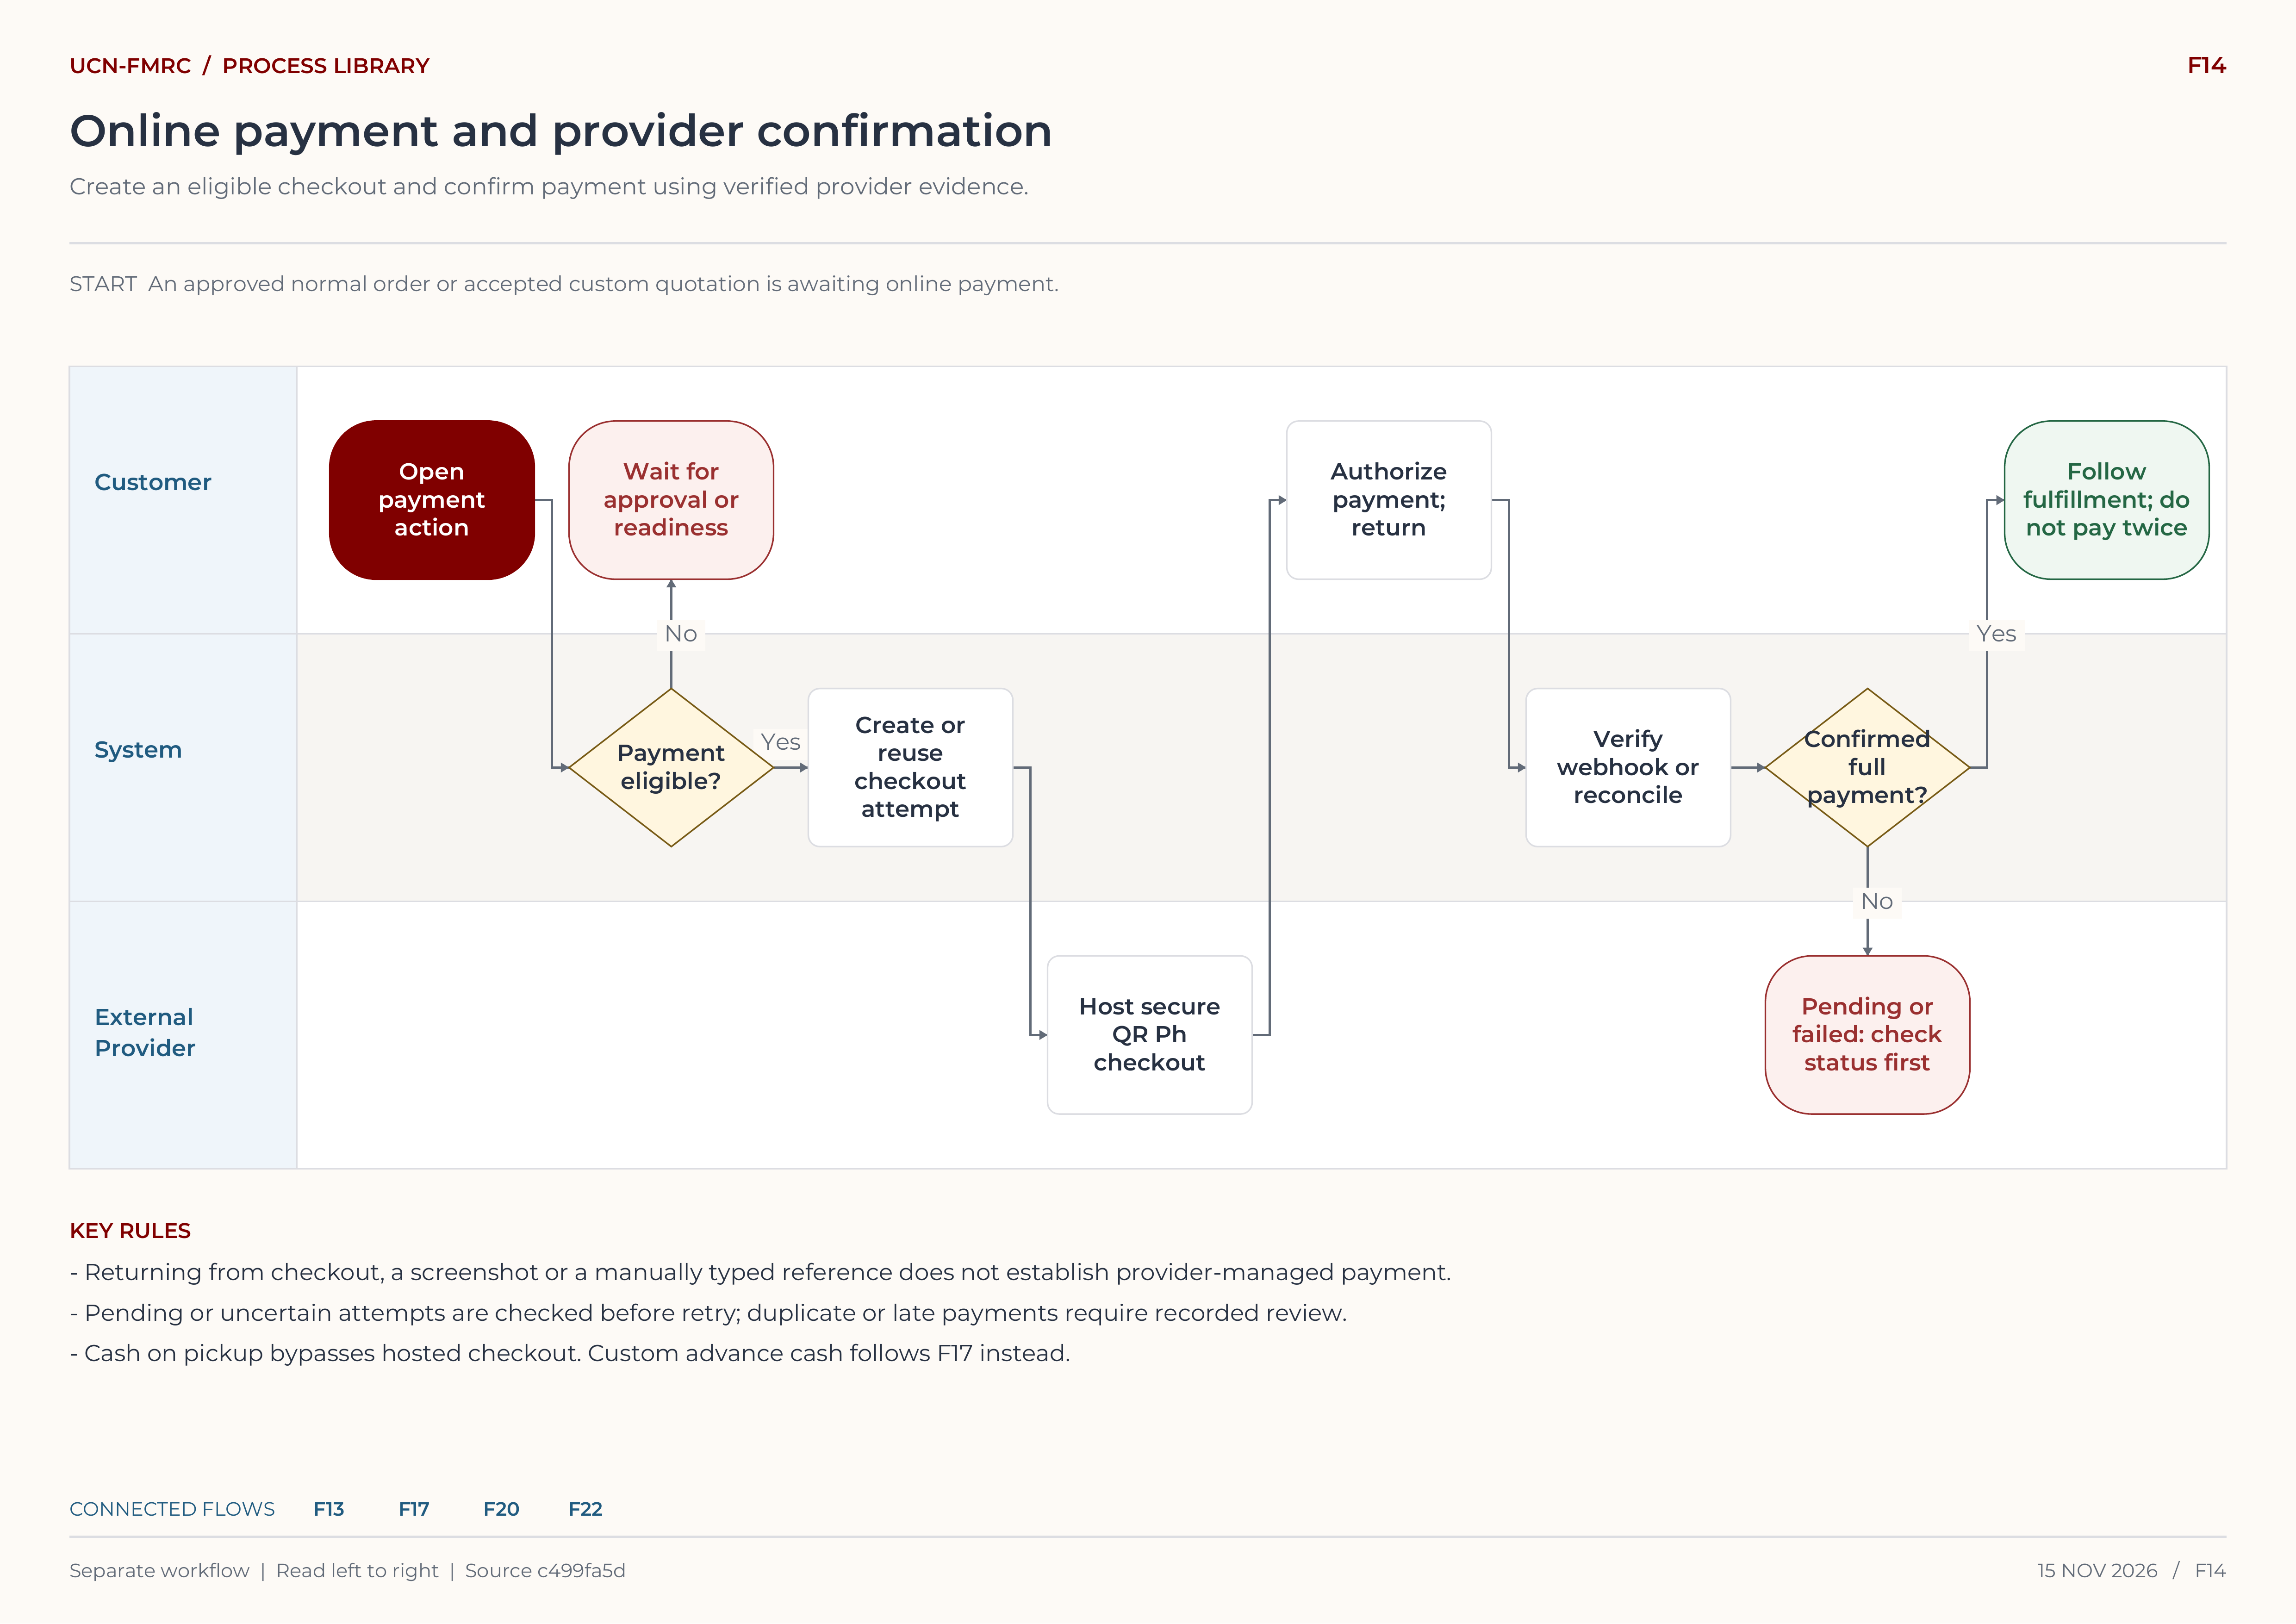 UCN-FMRC / PROCESS LIBRARY
F14
Online payment and provider confirmation
Create an eligible checkout and confirm payment using verified provider evidence.
START An approved normal order or accepted custom quotation is awaiting online payment.
Customer
Open
payment
action
Wait for
approval or
readiness
Authorize
payment;
return
Follow
fulfillment; do
not pay twice
No
Yes
System
Payment
eligible?
Yes
Create or
reuse
checkout
attempt
Verify
webhook or
reconcile
Confirmed
full
payment?
No
External
Provider
Host secure
QR Ph
checkout
Pending or
failed: check
status first
KEY RULES
- Returning from checkout, a screenshot or a manually typed reference does not establish provider-managed payment.
- Pending or uncertain attempts are checked before retry; duplicate or late payments require recorded review.
- Cash on pickup bypasses hosted checkout. Custom advance cash follows F17 instead.
CONNECTED FLOWS F13 F17 F20 F22
Separate workflow | Read left to right | Source c499fa5d
15 NOV 2026 / F14